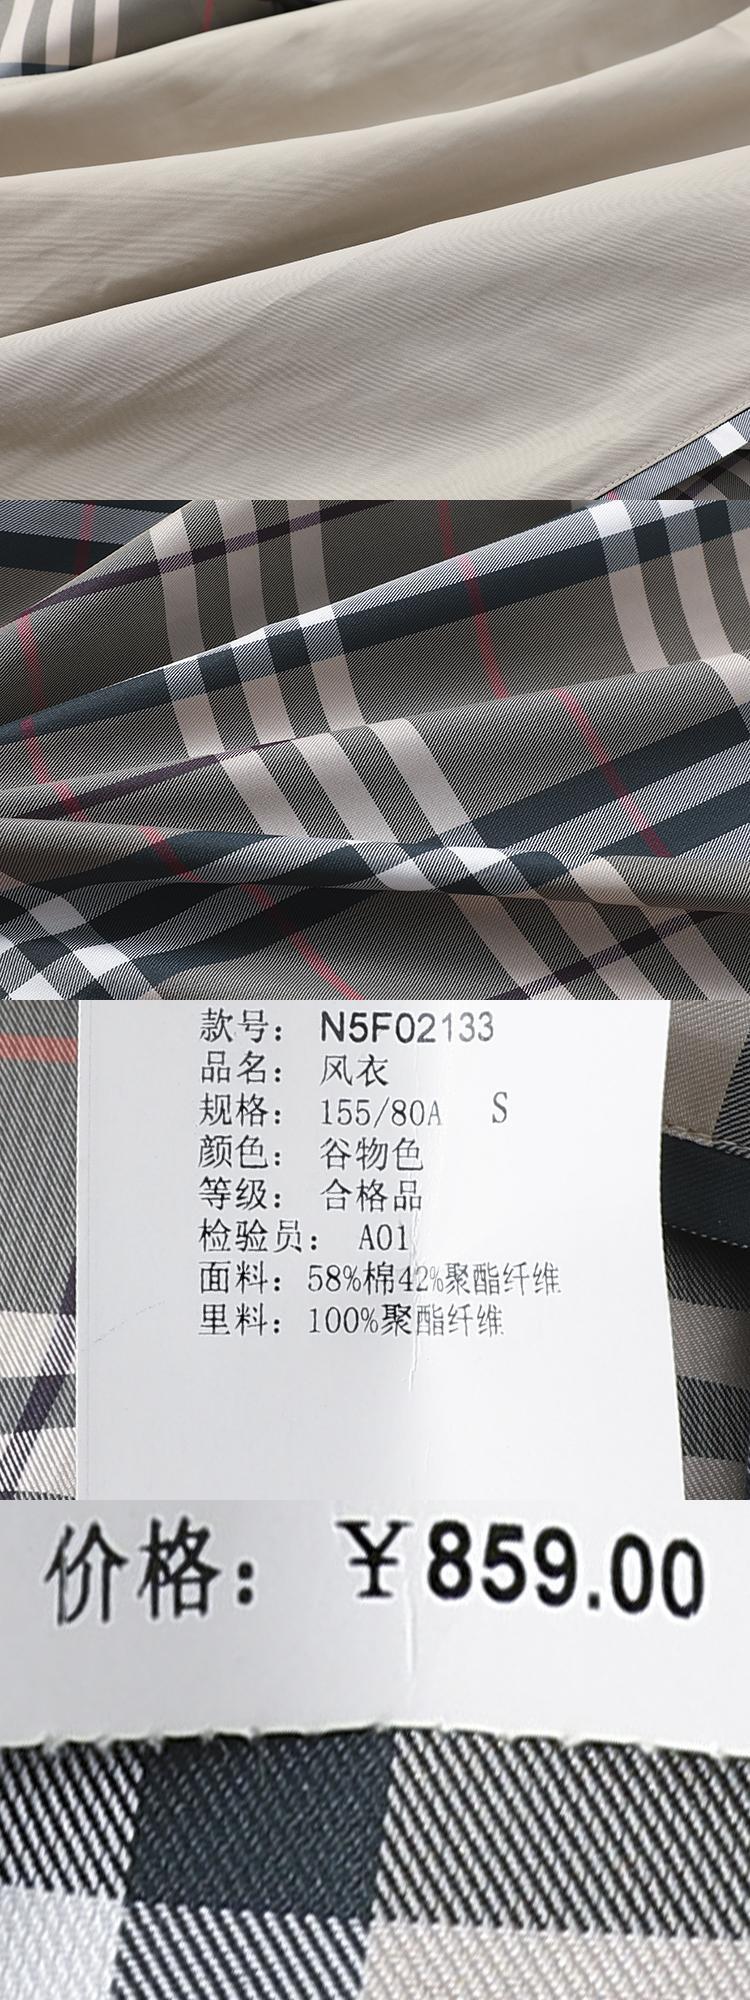 款号： N5F02133
品名： 风衣
规格： 155/80A S
颜色： 谷物色
等级： 合格品
检验员： A01
面料： 58%棉42%聚酯纤维
里料： 100%聚酯纤维
价格： ￥859.00